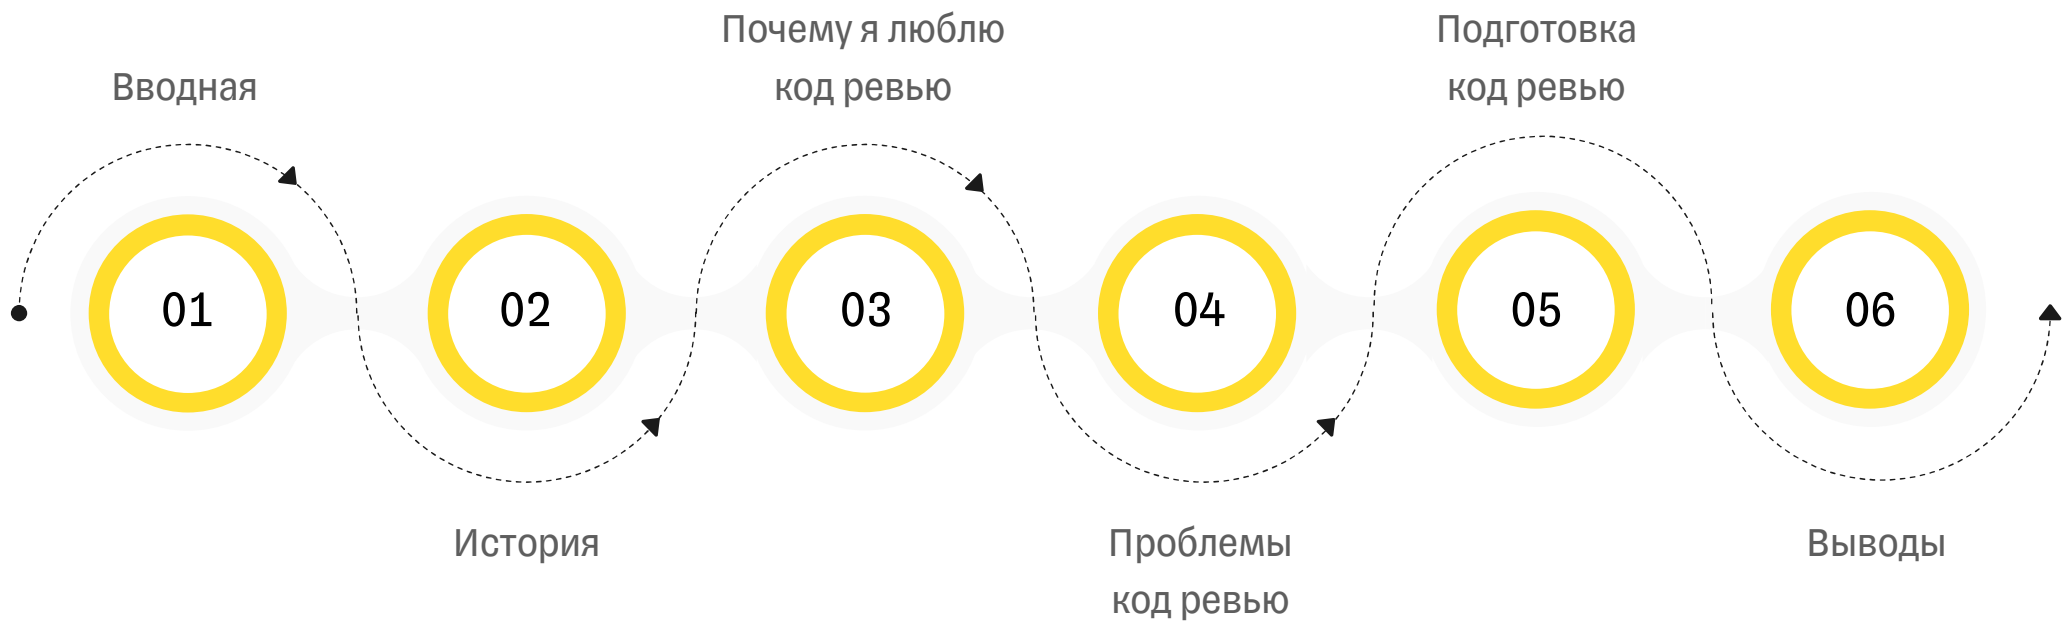 Вводная
01
История
02
Почему я люблю
код ревью
03
Проблемы
код ревью
04
Подготовка
код ревью
05
Выводы
06